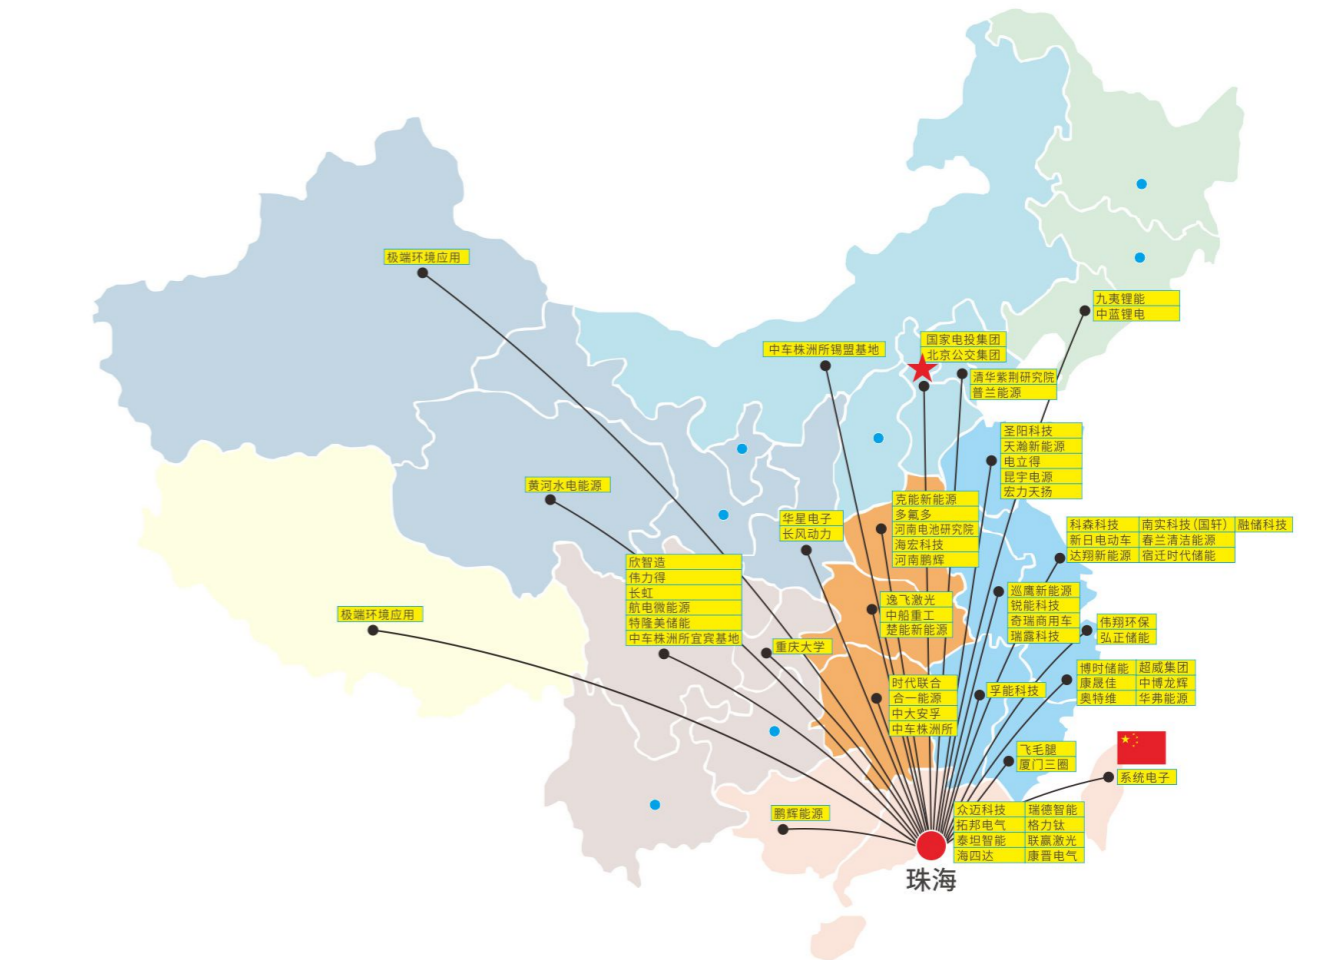 极端环境应用
九夷锂能
中蓝锂电
国家电投集团
北京公交集团
中车株洲所锡盟基地
清华紫荆研究院
普兰能源
圣阳科技
天瀚新能源
电立得
昆宇电源
宏力天扬
黄河水电能源
克能新能源
多氟多
河南电池研究院
海宏科技
河南鹏辉
华星电子
长风动力
科森科技 南实科技(国轩) 融储科技
新日电动车 春兰清洁能源
达翔新能源 宿迁时代储能
欣智造
伟力得
长虹
航电微能源
特隆美储能
中车株洲所宜宾基地
巡鹰新能源
锐能科技
奇瑞商用车
瑞露科技
逸飞激光
中船重工
楚能新能源
极端环境应用
伟翔环保
弘正储能
重庆大学
博时储能 超威集团
康晟佳 中博龙辉
奥特维 华弗能源
时代联合
合一能源
中大安孚
中车株洲所
孚能科技
飞毛腿
厦门三圈
系统电子
鹏辉能源
众迈科技 瑞德智能
拓邦电气 格力钛
泰坦智能 联赢激光
海四达 康晋电气
珠海